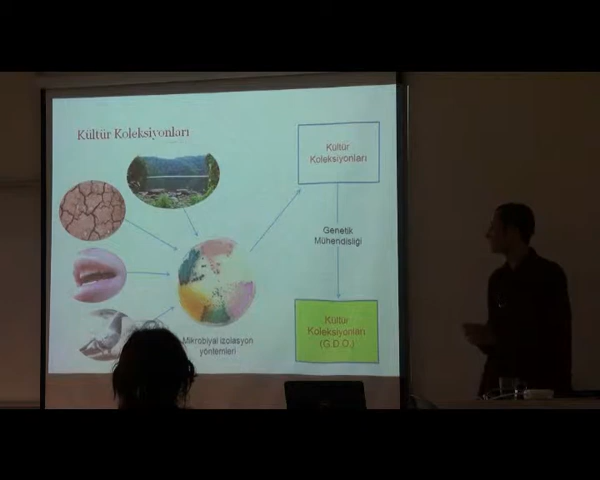 Kültür Koleksiyonları
Kültür
Koleksiyonları
Genetik
Mühendisliği
Kültür
Koleksiyonları
(G.D.O.)
Mikrobiyal izolasyon
yöntemleri